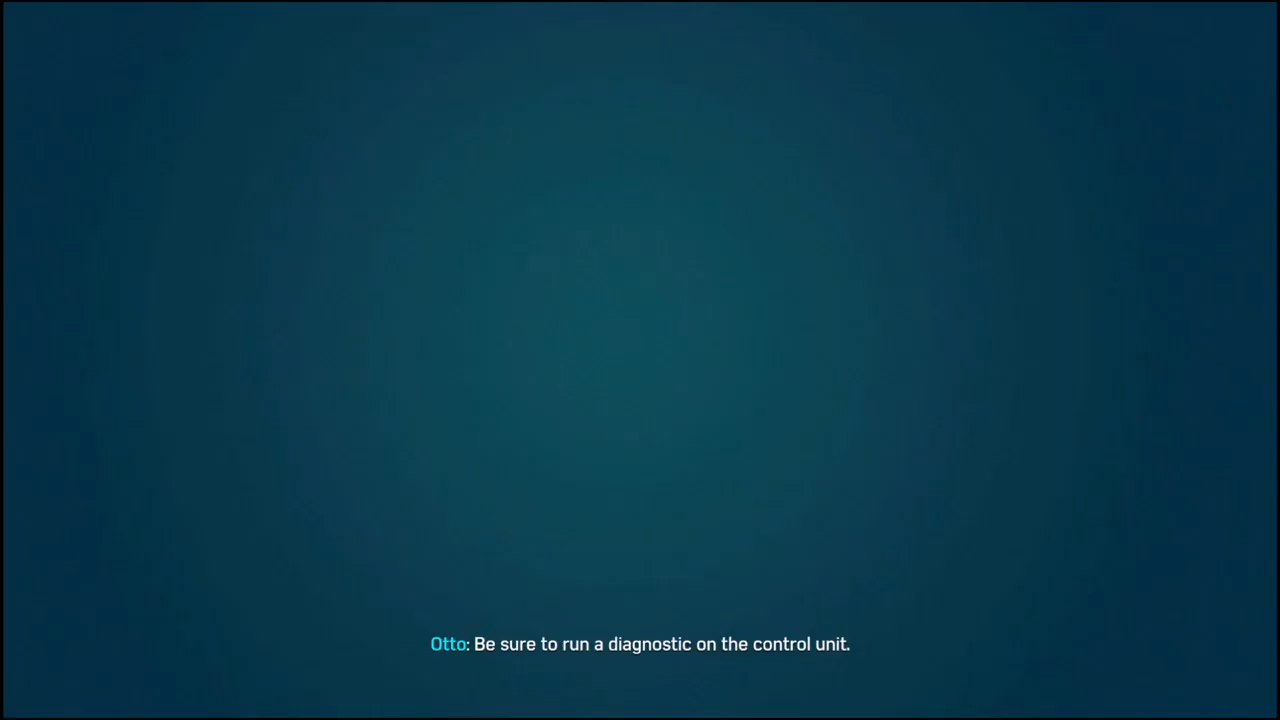 Otto: Be sure to run a diagnostic on the control unit.